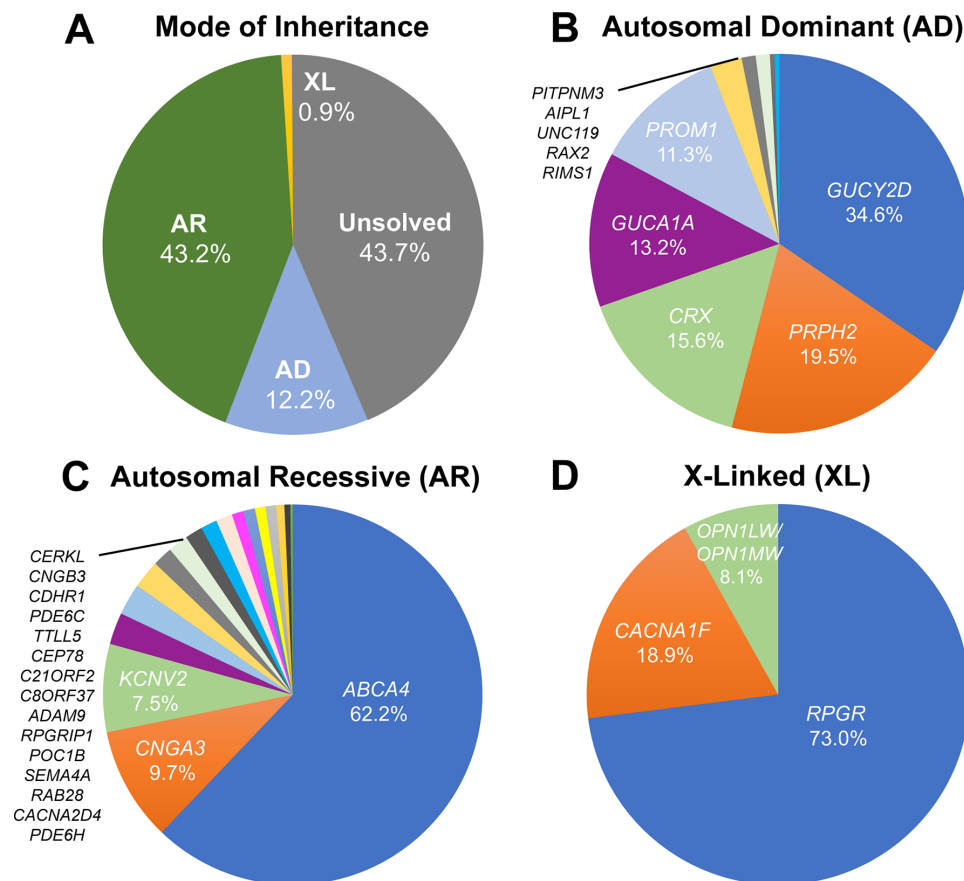 A Mode of Inheritance
XL
0.9%
AR
43.2%
Unsolved
43.7%
AD
12.2%
B Autosomal Dominant (AD)
PITPNM3
AIPL1
UNC119
RAX2
RIMS1
PROM1
11.3%
GUCY2D
34.6%
GUCA1A
13.2%
CRX
15.6%
PRPH2
19.5%
C Autosomal Recessive (AR)
CERKL
CNGB3
CDHR1
PDE6C
TTLL5
CEP78
C21ORF2
C8ORF37
ADAM9
RPGRIP1
POC1B
SEMA4A
RAB28
CACNA2D4
PDE6H
KCNV2
7.5%
CNGA3
9.7%
ABCA4
62.2%
D X-Linked (XL)
OPN1LW/
OPN1MW
8.1%
CACNA1F
18.9%
RPGR
73.0%